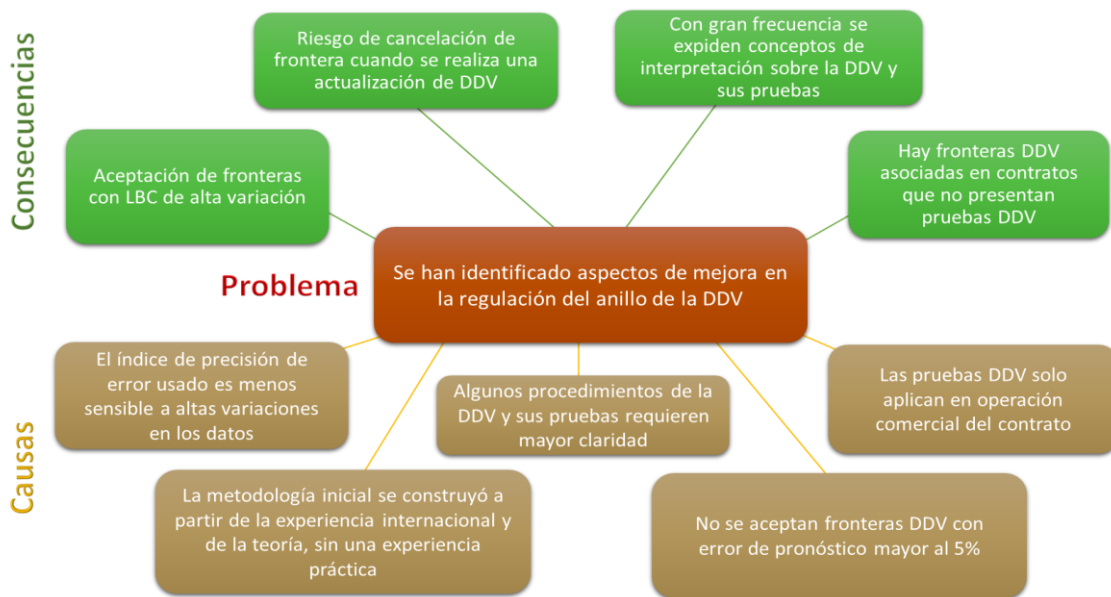 Consecuencias
Riesgo de cancelación de
frontera cuando se realiza una
actualización de DDV
Con gran frecuencia se
expiden conceptos de
interpretación sobre la DDV y
sus pruebas
Aceptación de fronteras
con LBC de alta variación
Hay fronteras DDV
asociadas en contratos
que no presentan
pruebas DDV
Problema
Se han identificado aspectos de mejora en
la regulación del anillo de la DDV
Causas
El índice de precisión de
error usado es menos
sensible a altas variaciones
en los datos
Algunos procedimientos de la
DDV y sus pruebas requieren
mayor claridad
Las pruebas DDV solo
aplican en operación
comercial del contrato
La metodología inicial se construyó a
partir de la experiencia internacional y
de la teoría, sin una experiencia
práctica
No se aceptan fronteras DDV con
error de pronóstico mayor al 5%